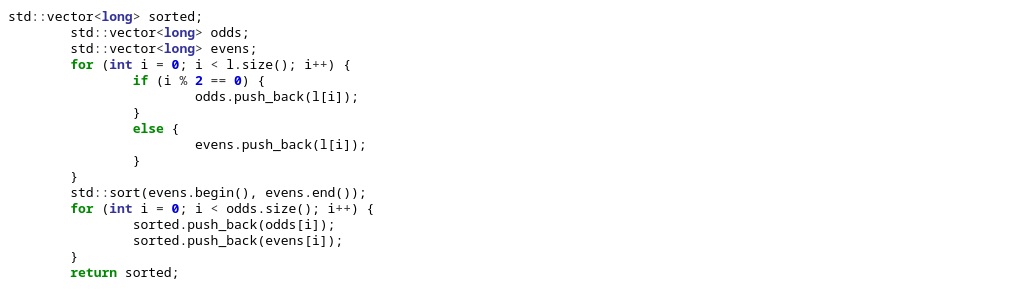 std::vector<long> sorted;
        std::vector<long> odds;
        std::vector<long> evens;
        for (int i = 0; i < l.size(); i++) {
                if (i % 2 == 0) {
                        odds.push_back(l[i]);
                }
                else {
                        evens.push_back(l[i]);
                }
        }
        std::sort(evens.begin(), evens.end());
        for (int i = 0; i < odds.size(); i++) {
                sorted.push_back(odds[i]);
                sorted.push_back(evens[i]);
        }
        return sorted;